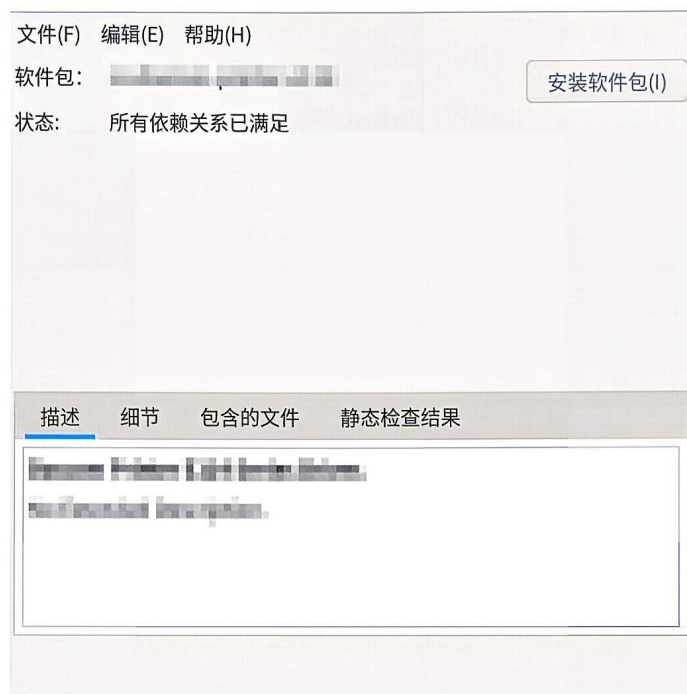 文件(F) 编辑(E) 帮助(H)
软件包: 安装软件包(I)
状态: 所有依赖关系已满足
描述 细节 包含的文件 静态检查结果